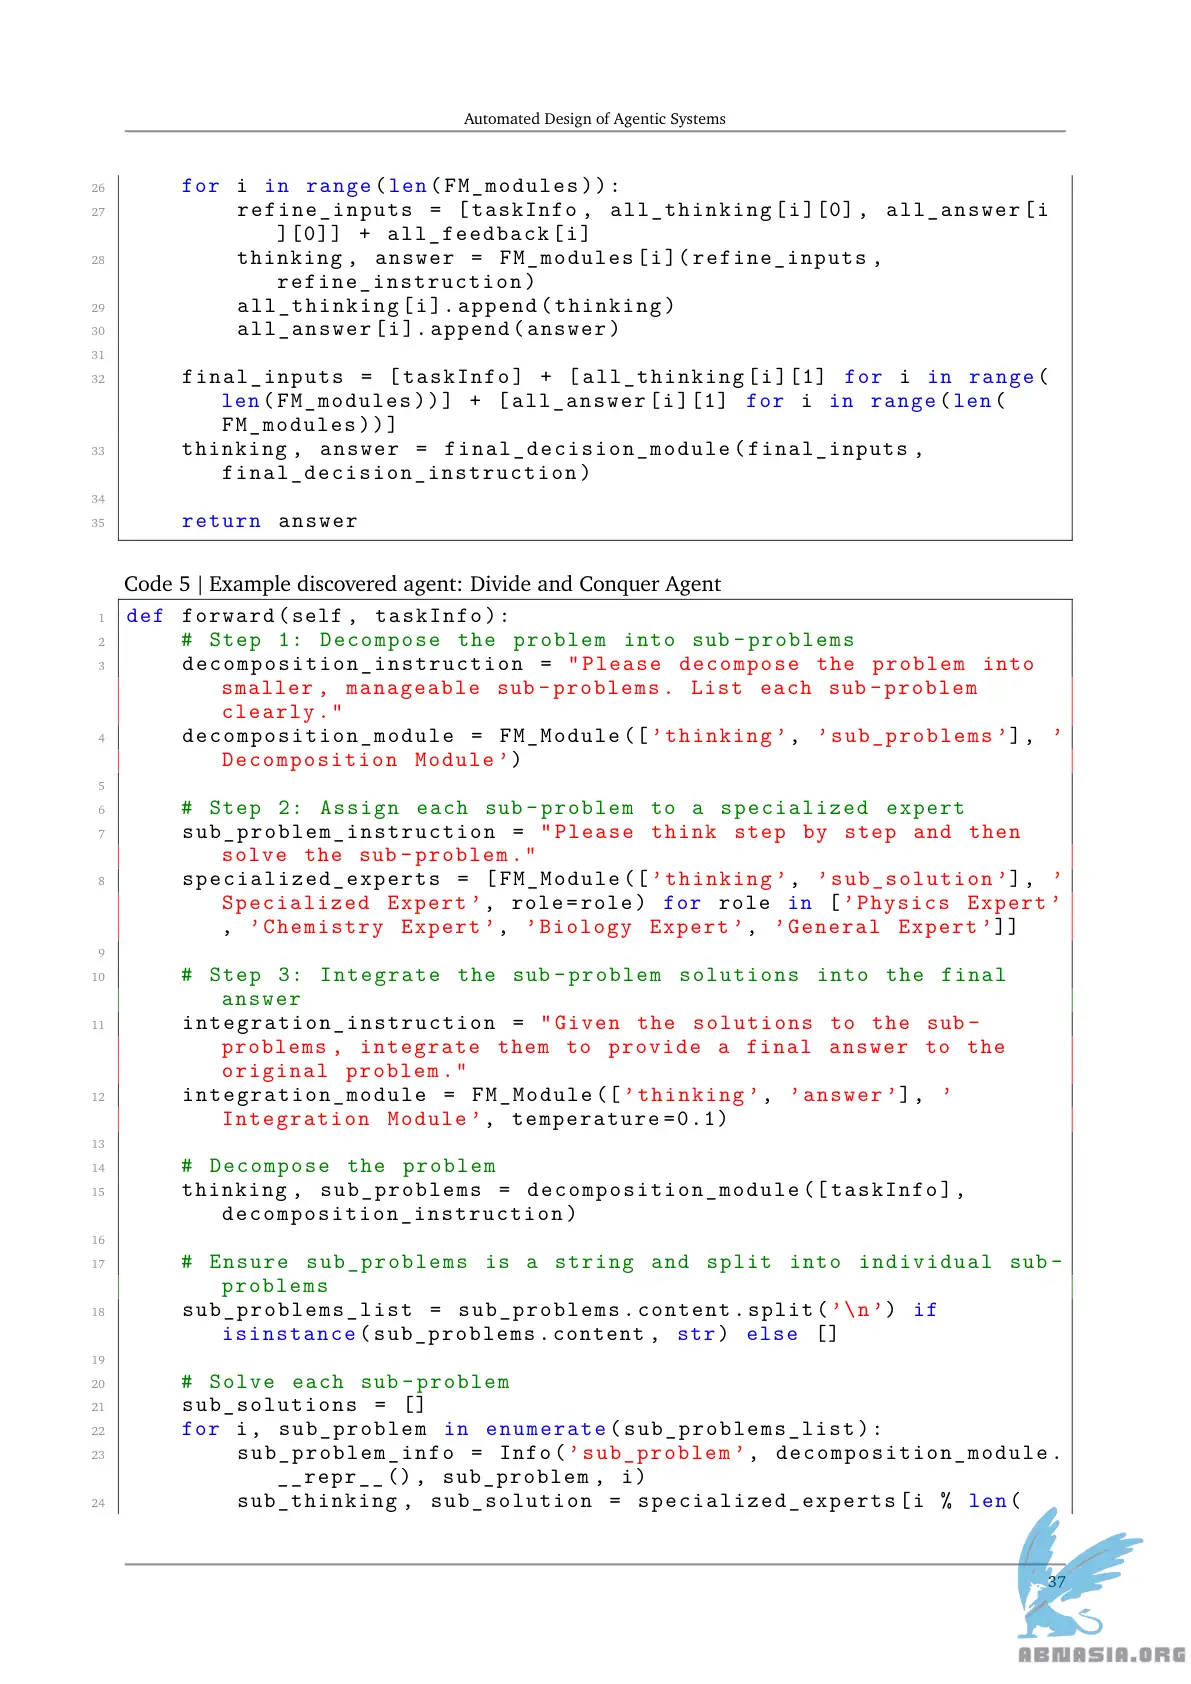 Automated Design of Agentic Systems
26 for i in range(len(FM_modules)):
27 refine_inputs = [taskInfo, all_thinking[i][0], all_answer[i
][0]] + all_feedback[i]
28 thinking, answer = FM_modules[i](refine_inputs,
refine_instruction)
29 all_thinking[i].append(thinking)
30 all_answer[i].append(answer)
31
32 final_inputs = [taskInfo] + [all_thinking[i][1] for i in range(
len(FM_modules))] + [all_answer[i][1] for i in range(len(
FM_modules))]
33 thinking, answer = final_decision_module(final_inputs,
final_decision_instruction)
34
35 return answer
Code 5 | Example discovered agent: Divide and Conquer Agent
1 def forward(self, taskInfo):
2 # Step 1: Decompose the problem into sub-problems
3 decomposition_instruction = "Please decompose the problem into
smaller, manageable sub-problems. List each sub-problem
clearly."
4 decomposition_module = FM_Module(['thinking', 'sub_problems'], '
Decomposition Module')
5
6 # Step 2: Assign each sub-problem to a specialized expert
7 sub_problem_instruction = "Please think step by step and then
solve the sub-problem."
8 specialized_experts = [FM_Module(['thinking', 'sub_solution'], '
Specialized Expert', role=role) for role in ['Physics Expert'
, 'Chemistry Expert', 'Biology Expert', 'General Expert']]
9
10 # Step 3: Integrate the sub-problem solutions into the final
answer
11 integration_instruction = "Given the solutions to the sub-
problems, integrate them to provide a final answer to the
original problem."
12 integration_module = FM_Module(['thinking', 'answer'], '
Integration Module', temperature=0.1)
13
14 # Decompose the problem
15 thinking, sub_problems = decomposition_module([taskInfo],
decomposition_instruction)
16
17 # Ensure sub_problems is a string and split into individual sub-
problems
18 sub_problems_list = sub_problems.content.split('\n') if
isinstance(sub_problems.content, str) else []
19
20 # Solve each sub-problem
21 sub_solutions = []
22 for i, sub_problem in enumerate(sub_problems_list):
23 sub_problem_info = Info('sub_problem', decomposition_module.
__repr__(), sub_problem, i)
24 sub_thinking, sub_solution = specialized_experts[i % len(
37
ABNASIA.ORG